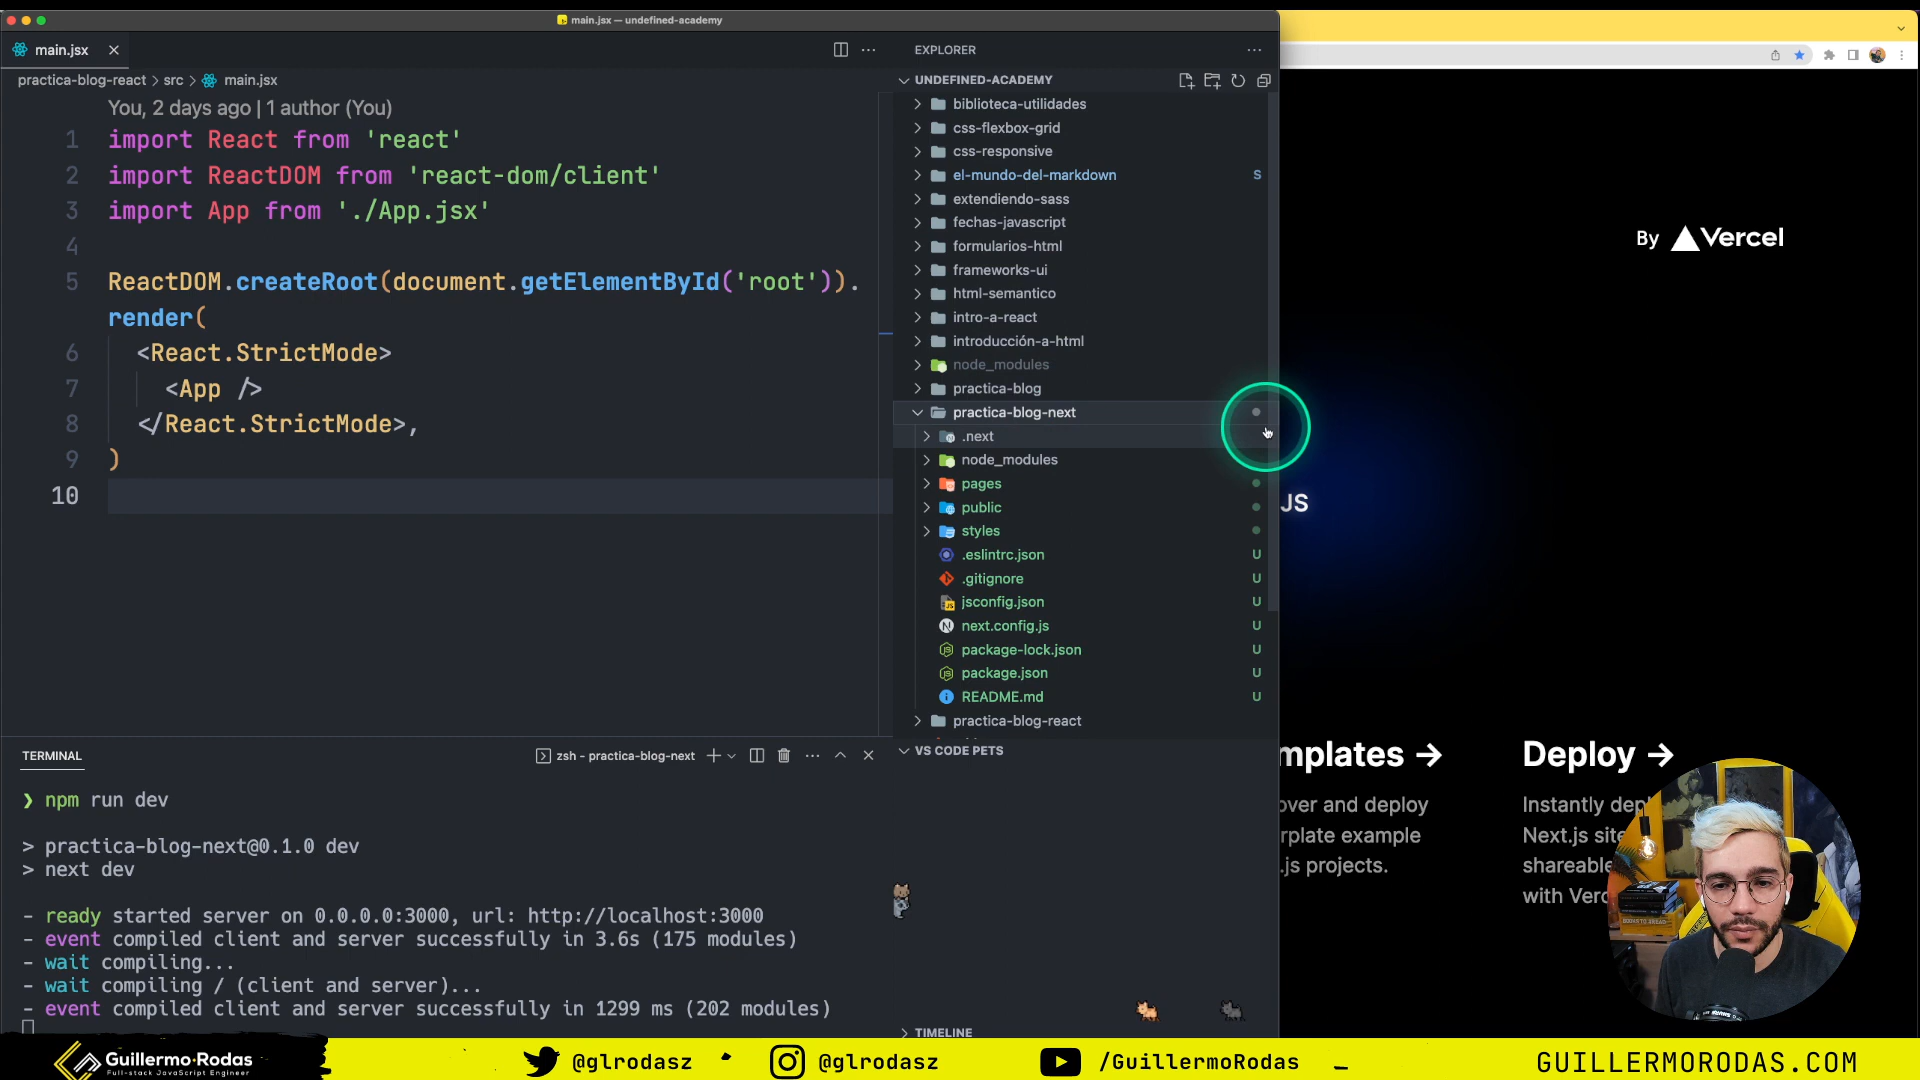 main.jsx — undefined-academy
main.jsx
practica-blog-react > src > main.jsx
You, 2 days ago | 1 author (You)
1 import React from 'react'
2 import ReactDOM from 'react-dom/client'
3 import App from './App.jsx'
4
5 ReactDOM.createRoot(document.getElementById('root')).
render(
6 <React.StrictMode>
7 <App />
8 </React.StrictMode>,
9 )
10
EXPLORER
UNDEFINED-ACADEMY
biblioteca-utilidades
css-flexbox-grid
css-responsive
el-mundo-del-markdown S
extendiendo-sass
fechas-javascript
formularios-html
frameworks-ui
html-semantico
intro-a-react
introducción-a-html
node_modules
practica-blog
practica-blog-next
.next
node_modules
pages
public
styles
.eslintrc.json U
.gitignore U
jsconfig.json U
next.config.js U
package-lock.json U
package.json U
README.md U
practica-blog-react
VS CODE PETS
TIMELINE
TERMINAL
zsh - practica-blog-next
❯ npm run dev
> practica-blog-next@0.1.0 dev
> next dev
- ready started server on 0.0.0.0:3000, url: http://localhost:3000
- event compiled client and server successfully in 3.6s (175 modules)
- wait compiling...
- wait compiling / (client and server)...
- event compiled client and server successfully in 1299 ms (202 modules)
By Vercel
JS
mplates →
over and deploy
rplate example
.js projects.
Deploy →
Instantly dep
Next.js site
shareable
with Verc
Guillermo·Rodas
Full-stack JavaScript Engineer
@glrodasz
@glrodasz
/GuillermoRodas
GUILLERMORODAS.COM